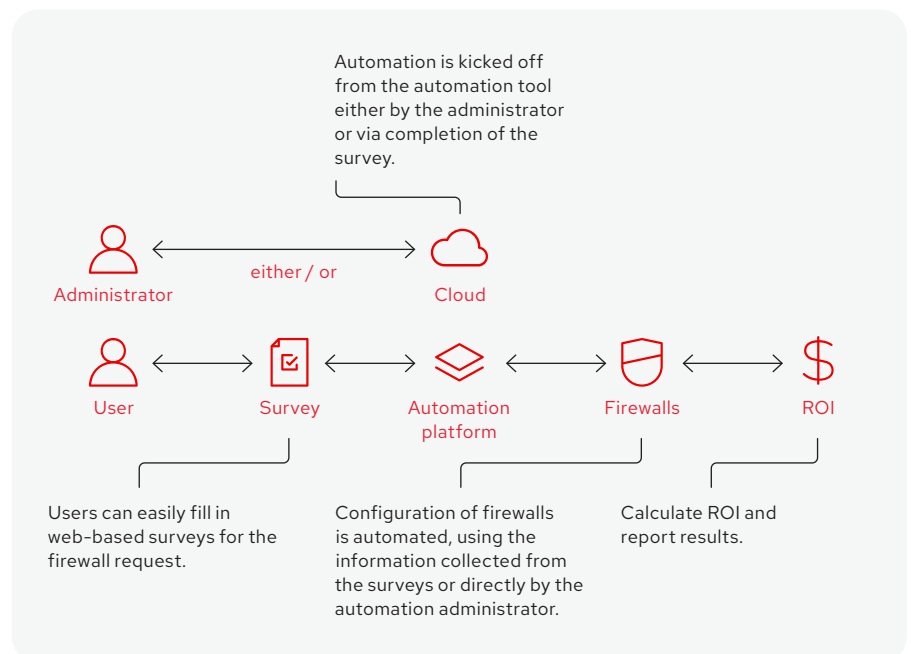 Automation is kicked off
from the automation tool
either by the administrator
or via completion of the
survey.
either / or
Administrator
Cloud
User
Survey
Automation
platform
Firewalls
ROI
Users can easily fill in
web-based surveys for the
firewall request.
Configuration of firewalls
is automated, using the
information collected from
the surveys or directly by the
automation administrator.
Calculate ROI and
report results.